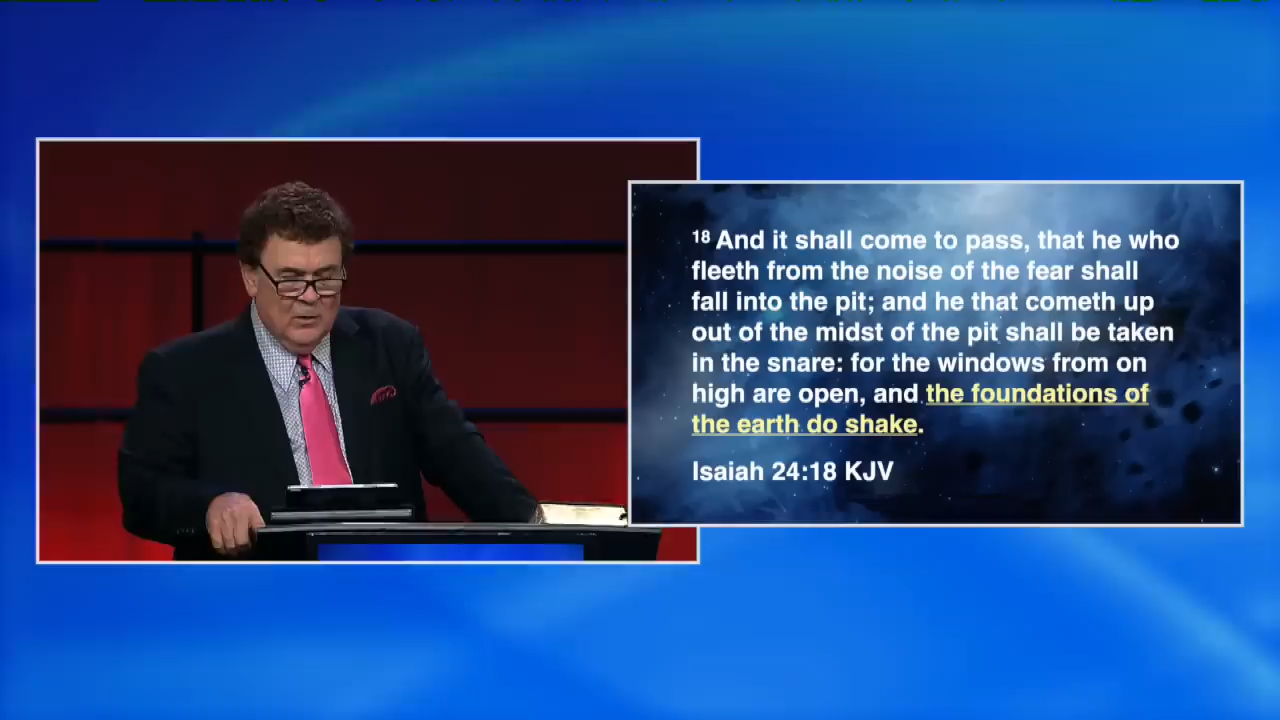 18 And it shall come to pass, that he who
fleeth from the noise of the fear shall
fall into the pit; and he that cometh up
out of the midst of the pit shall be taken
in the snare: for the windows from on
high are open, and the foundations of
the earth do shake.
Isaiah 24:18 KJV